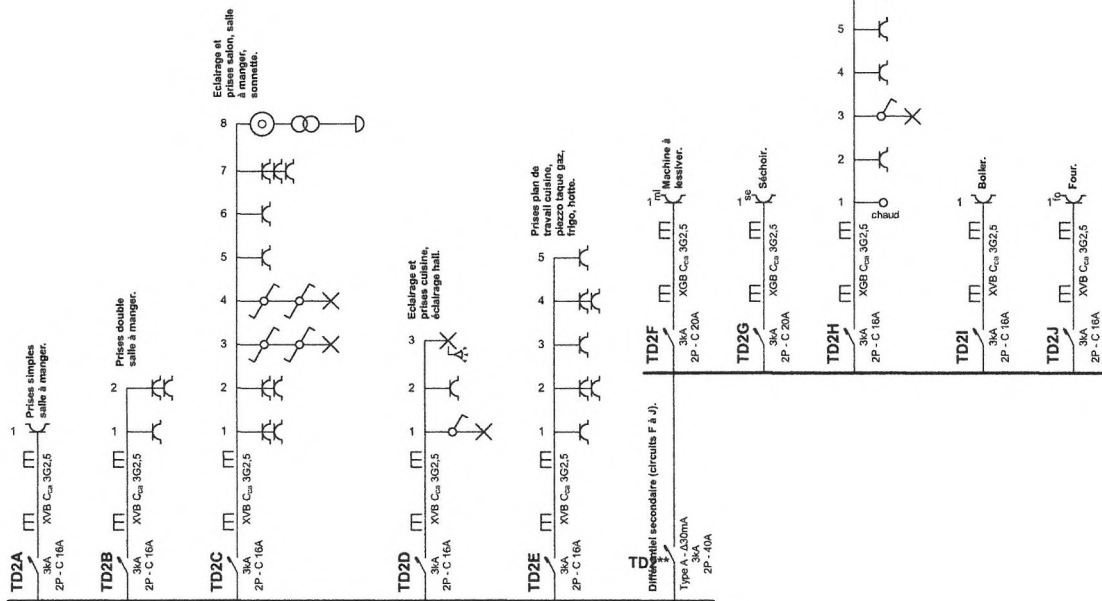 TD2A
3kA
2P - C 16A
XVB Cca 3G2,5
1
Prises simples
salle à manger.
TD2B
3kA
2P - C 16A
XVB Cca 3G2,5
1
2
Prises double
salle à manger.
TD2C
3kA
2P - C 16A
XVB Cca 3G2,5
1
2
3
4
5
6
7
8
Eclairage et
prises salon, salle
à manger,
sonnette.
TD2D
3kA
2P - C 16A
XVB Cca 3G2,5
1
2
3
Eclairage et
prises cuisine,
éclairage hall.
TD2E
3kA
2P - C 16A
XVB Cca 3G2,5
1
2
3
4
5
Prises plan de
travail cuisine,
piezzo taque gaz,
frigo, hotte.
Différentiel secondaire (circuits F à J).
TD2**
Type A - Δ30mA
3kA
2P - 40A
TD2F
3kA
2P - C 20A
XGB Cca 3G2,5
1
ml
Machine à
lessiver.
TD2G
3kA
2P - C 20A
XGB Cca 3G2,5
1
se
Séchoir.
TD2H
3kA
2P - C 16A
XGB Cca 3G2,5
1
chaud
2
3
4
5
TD2I
3kA
2P - C 16A
XVB Cca 3G2,5
1
Boiler.
TD2J
3kA
2P - C 16A
XVB Cca 3G2,5
1
fo
Four.